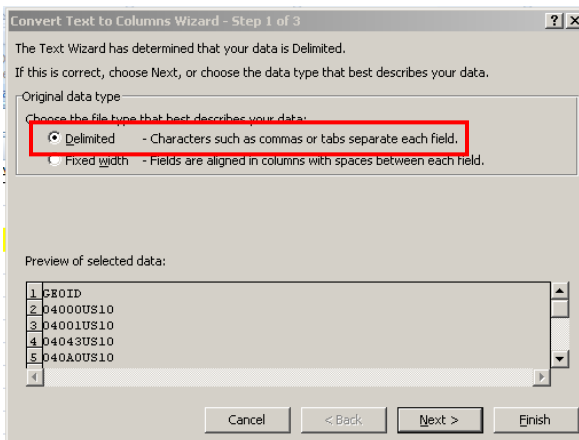 Convert Text to Columns Wizard - Step 1 of 3
The Text Wizard has determined that your data is Delimited.
If this is correct, choose Next, or choose the data type that best describes your data.
Original data type
Choose the file type that best describes your data:
Delimited - Characters such as commas or tabs separate each field.
Fixed width - Fields are aligned in columns with spaces between each field.
Preview of selected data:
1 GEOID
2 04000US10
3 04001US10
4 04043US10
5 040A0US10
Cancel < Back Next > Finish